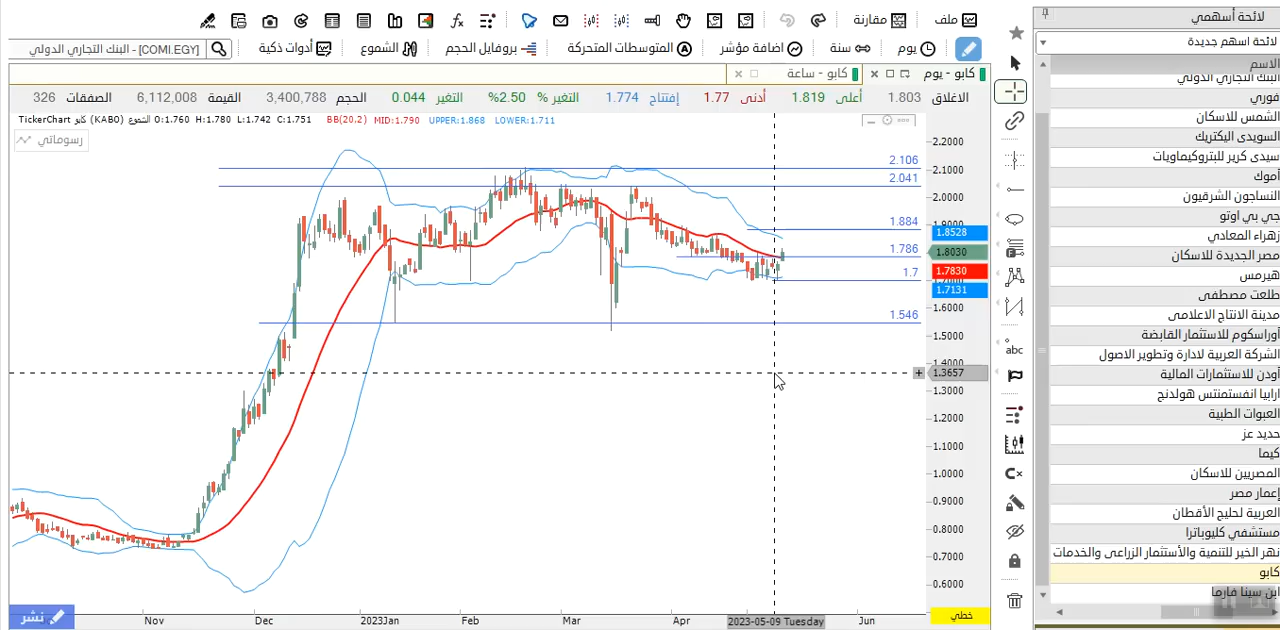 ملف
مقارنة
لائحة أسهمي
لائحة اسهم جديدة
يوم
سنة
اضافة مؤشر
المتوسطات المتحركة
بروفايل الحجم
الشموع
أدوات ذكية
[COMI.EGY] - البنك التجاري الدولي
كابو - يوم
كابو - ساعة
الاغلاق 1.803 أعلى 1.819 أدنى 1.77 إفتتاح 1.774 التغير % 2.50% التغير 0.044 الحجم 3,400,788 القيمة 6,112,008 الصفقات 326
TickerChart كابو (KABO) الشموع O:1.760 H:1.780 L:1.742 C:1.751 BB(20,2) MID:1.790 UPPER:1.868 LOWER:1.711
رسوماتي
2.106
2.041
1.884
1.786
1.7
1.546
2.2000
2.1000
2.0000
1.8528
1.8030
1.7830
1.7131
1.6000
1.5000
1.4000
1.3657
1.3000
1.2000
1.1000
1.0000
0.9000
0.8000
0.7000
0.6000
خطي
نشر
Nov Dec 2023Jan Feb Mar Apr 2023-05-09 Tuesday Jun
abc
الاسم
البنك التجاري الدولي
فوري
الشمس للاسكان
السويدى اليكتريك
سيدى كرير للبتروكيماويات
أموك
النساجون الشرقيون
جي بي اوتو
زهراء المعادي
مصر الجديدة للاسكان
هيرمس
طلعت مصطفى
مدينة الانتاج الاعلامى
اوراسكوم للاستثمار القابضة
الشركة العربية لادارة وتطوير الاصول
أودن للاستثمارات المالية
ارابيا انفستمنتس هولدنج
العبوات الطبية
حديد عز
كيما
المصريين للاسكان
إعمار مصر
العربية لحليج الأقطان
مستشفي كليوباترا
نهر الخير للتنمية والأستثمار الزراعى والخدمات
كابو
ابن سينا فارما